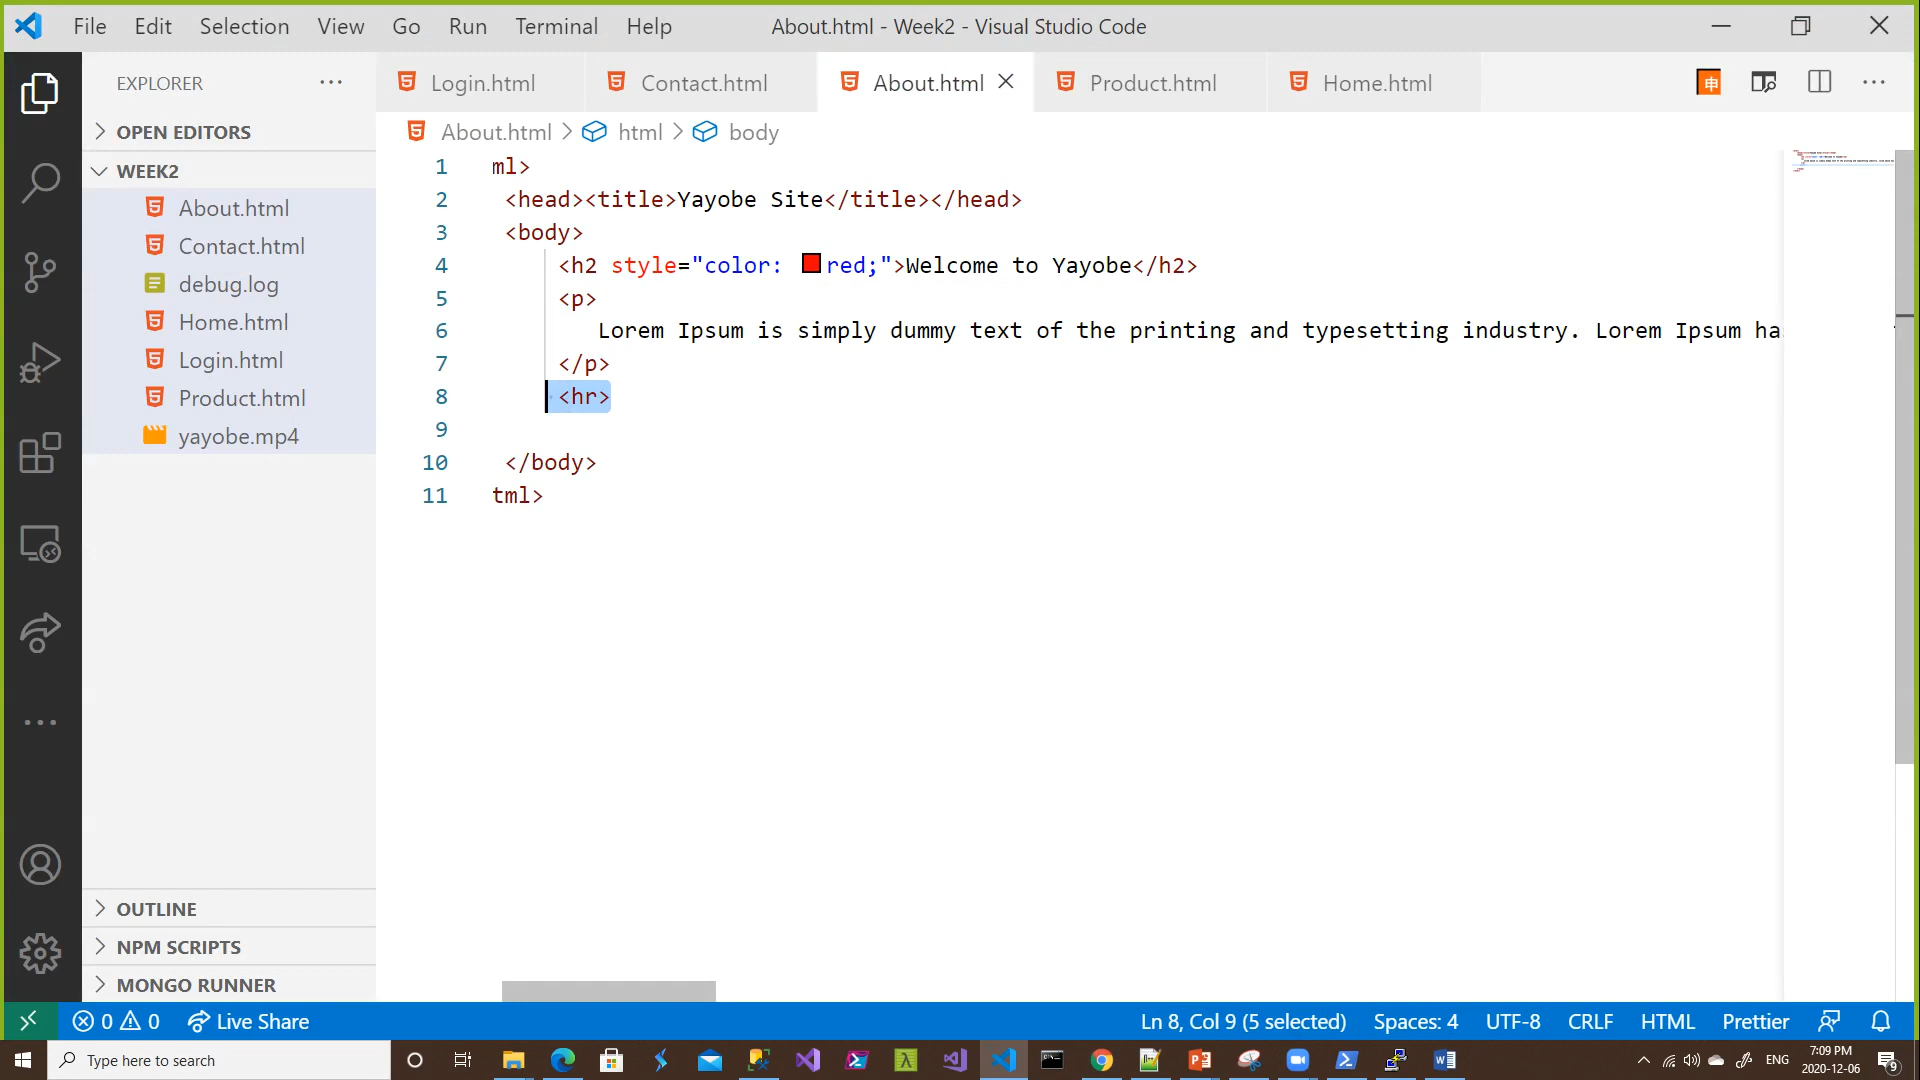 File Edit Selection View Go Run Terminal Help About.html - Week2 - Visual Studio Code
EXPLORER
Login.html Contact.html About.html Product.html Home.html
OPEN EDITORS
About.html > html > body
WEEK2
About.html
Contact.html
debug.log
Home.html
Login.html
Product.html
yayobe.mp4
1 ml>
2 <head><title>Yayobe Site</title></head>
3 <body>
4 <h2 style="color: red;">Welcome to Yayobe</h2>
5 <p>
6 Lorem Ipsum is simply dummy text of the printing and typesetting industry. Lorem Ipsum ha
7 </p>
8 <hr>
9
10 </body>
11 tml>
OUTLINE
NPM SCRIPTS
MONGO RUNNER
0 0 Live Share Ln 8, Col 9 (5 selected) Spaces: 4 UTF-8 CRLF HTML Prettier
Type here to search ENG 7:09 PM
2020-12-06 9